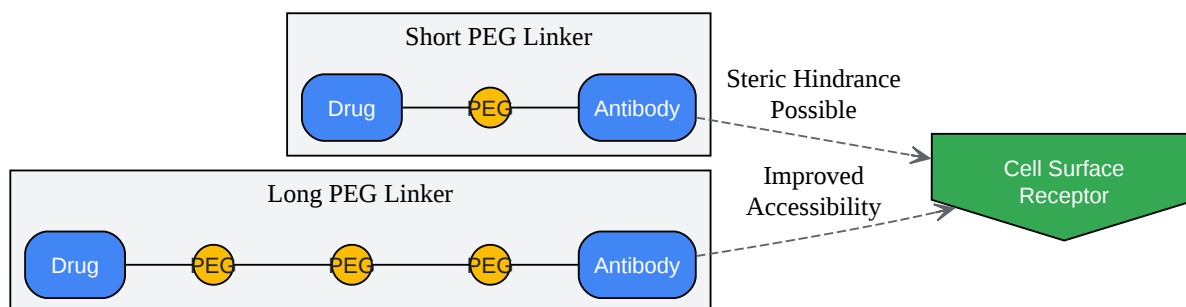 Short PEG Linker
Drug
PEG
Antibody
Steric Hindrance
Possible
Cell Surface
Receptor
Improved
Accessibility
Long PEG Linker
Drug
PEG
PEG
PEG
Antibody